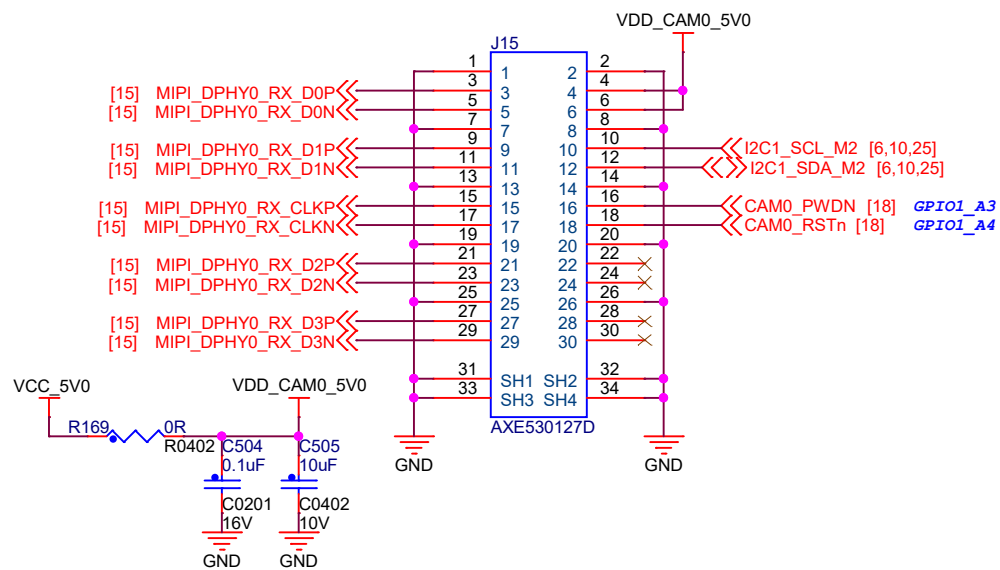 VDD_CAM0_5V0
J15
1 1 2 2
[15] MIPI_DPHY0_RX_D0P 3 3 4 4
[15] MIPI_DPHY0_RX_D0N 5 5 6 6
7 7 8 8
[15] MIPI_DPHY0_RX_D1P 9 9 10 10 I2C1_SCL_M2 [6,10,25]
[15] MIPI_DPHY0_RX_D1N 11 11 12 12 I2C1_SDA_M2 [6,10,25]
13 13 14 14
[15] MIPI_DPHY0_RX_CLKP 15 15 16 16 CAM0_PWDN [18] GPIO1_A3
[15] MIPI_DPHY0_RX_CLKN 17 17 18 18 CAM0_RSTn [18] GPIO1_A4
19 19 20 20
[15] MIPI_DPHY0_RX_D2P 21 21 22 22
[15] MIPI_DPHY0_RX_D2N 23 23 24 24
25 25 26 26
[15] MIPI_DPHY0_RX_D3P 27 27 28 28
[15] MIPI_DPHY0_RX_D3N 29 29 30 30
31 SH1 SH2 32
33 SH3 SH4 34
AXE530127D
GND GND
VCC_5V0 VDD_CAM0_5V0
R169 0R
R0402
C504
0.1uF
C0201
16V
GND
C505
10uF
C0402
10V
GND